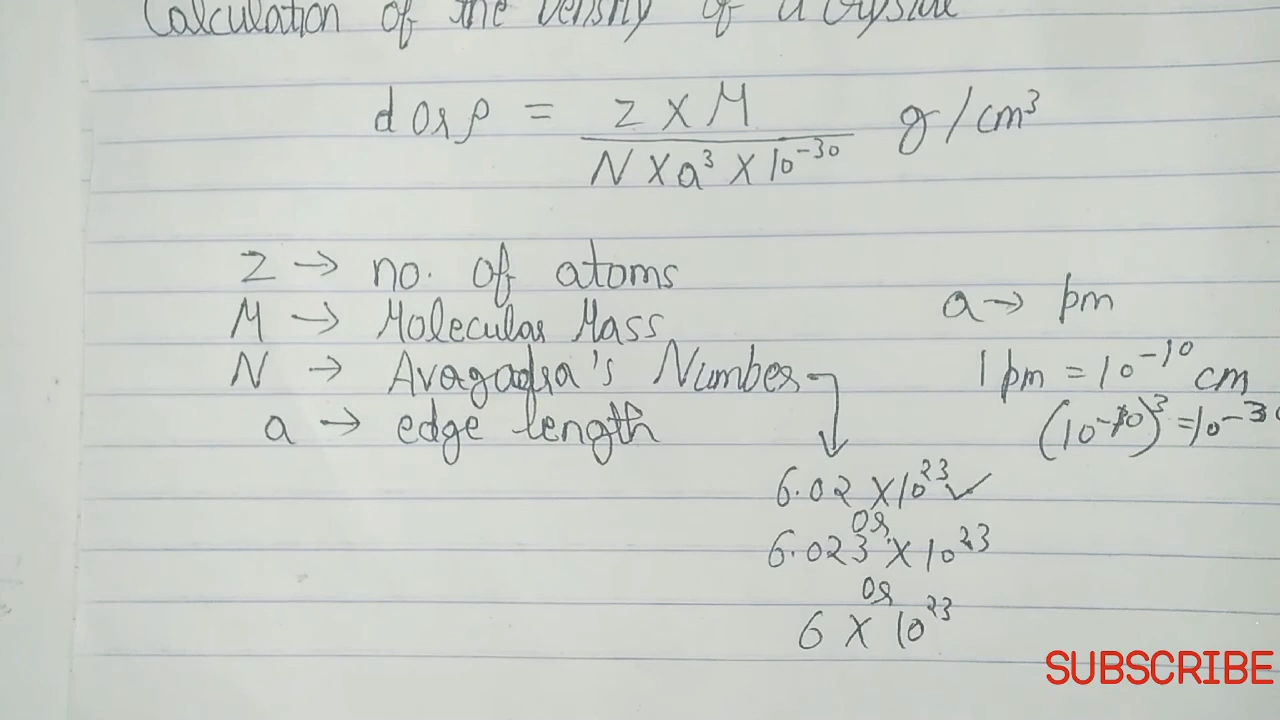 Calculation of the Density of a Crystal
d or ρ = Z X M / N X a³ X 10⁻³⁰ g/cm³
Z → no. of atoms
M → Molecular Mass
N → Avagadra's Number
a → edge length
a → pm
1 pm = 10⁻¹⁰ cm
(10⁻¹⁰)³ = 10⁻³⁰
6.02 X 10²³ ✓
or
6.023 X 10²³
or
6 X 10²³
SUBSCRIBE